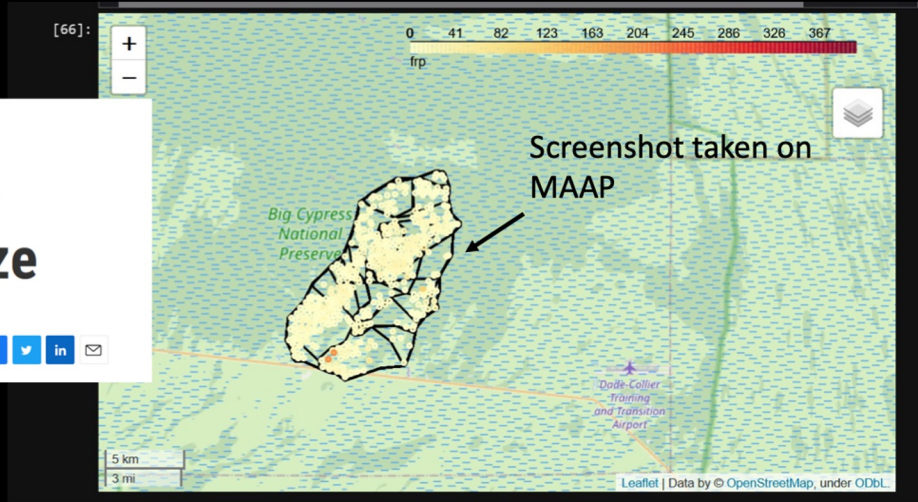 [66]:
+
−
0 41 82 123 163 204 245 286 326 367
frp
Screenshot taken on
MAAP
Big Cypress
National
Preserve
ze
in
Dade-Collier
Training
and Transition
Airport
5 km
3 mi
Leaflet | Data by © OpenStreetMap, under ODbL.